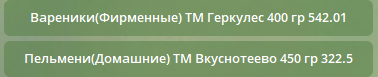 Вареники(Фирменные) ТМ Геркулес 400 гр 542.01
Пельмени(Домашние) ТМ Вкуснотеево 450 гр 322.5